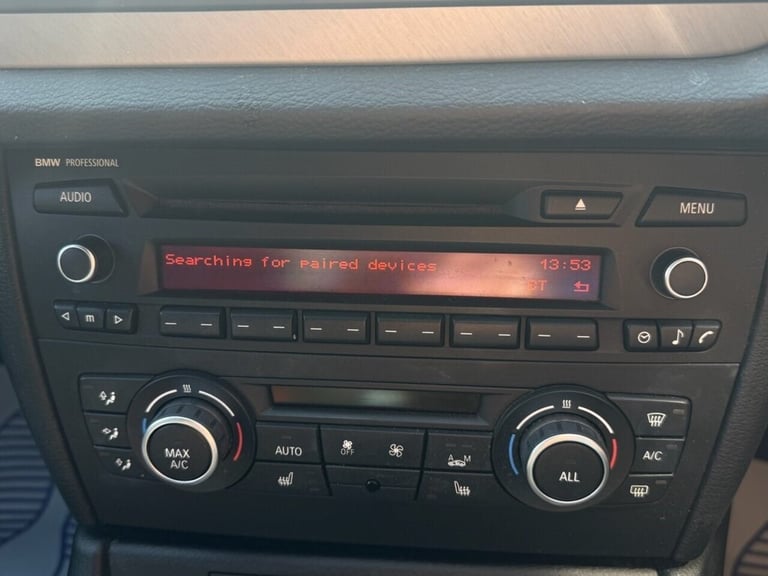 BMW PROFESSIONAL
AUDIO
MENU
Searching for paired devices 13:53
m
MAX A/C
AUTO
OFF
A M
ALL
A/C